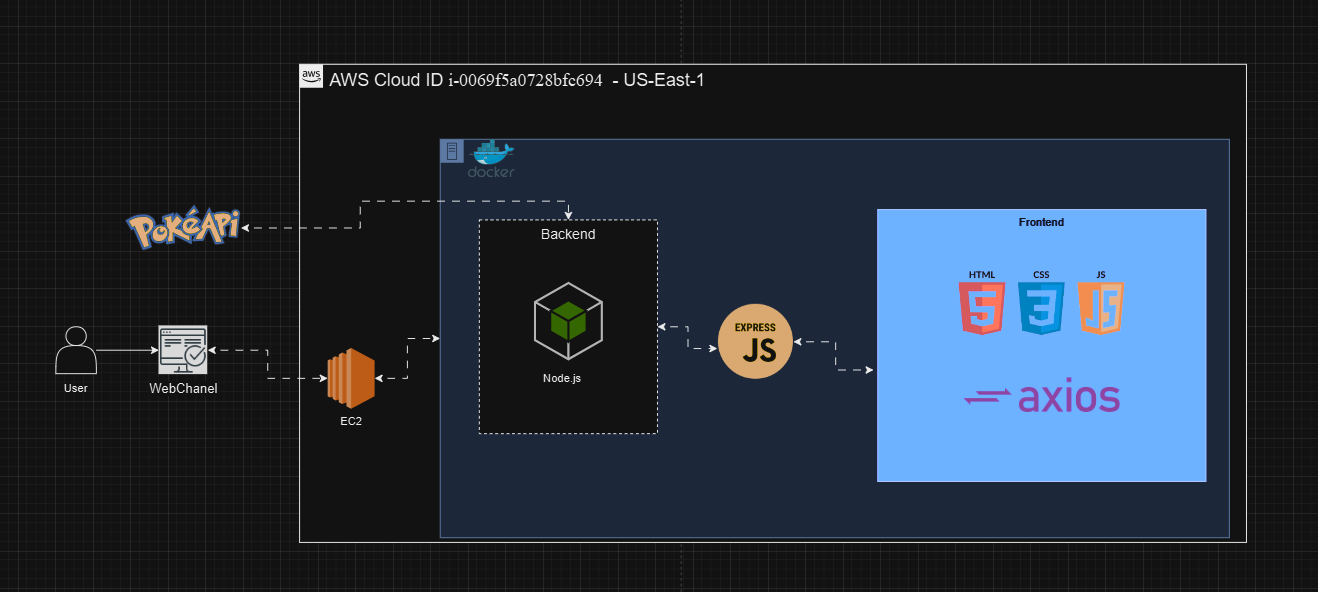 aws
AWS Cloud ID i-0069f5a0728bfc694 - US-East-1
docker
PokéApi
Backend
Node.js
User
WebChanel
EC2
EXPRESS
JS
Frontend
HTML CSS JS
5 3 JS
axios